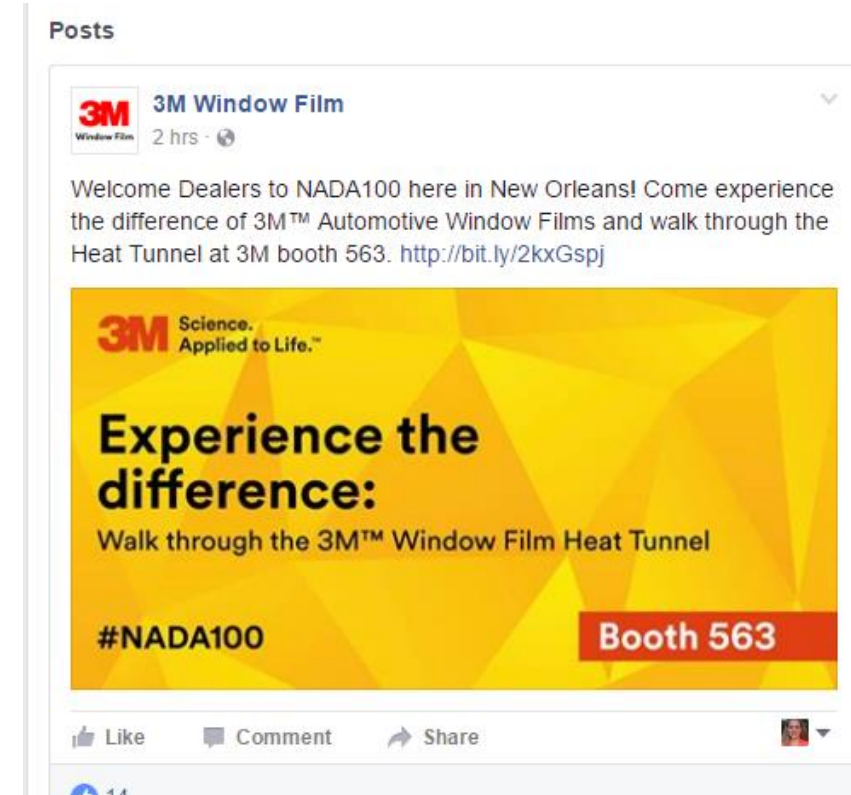 Posts
3M
Window Film
3M Window Film
2 hrs ·
Welcome Dealers to NADA100 here in New Orleans! Come experience
the difference of 3M™ Automotive Window Films and walk through the
Heat Tunnel at 3M booth 563. http://bit.ly/2kxGspj
3M Science.
Applied to Life.™
Experience the
difference:
Walk through the 3M™ Window Film Heat Tunnel
#NADA100 Booth 563
Like Comment Share
14